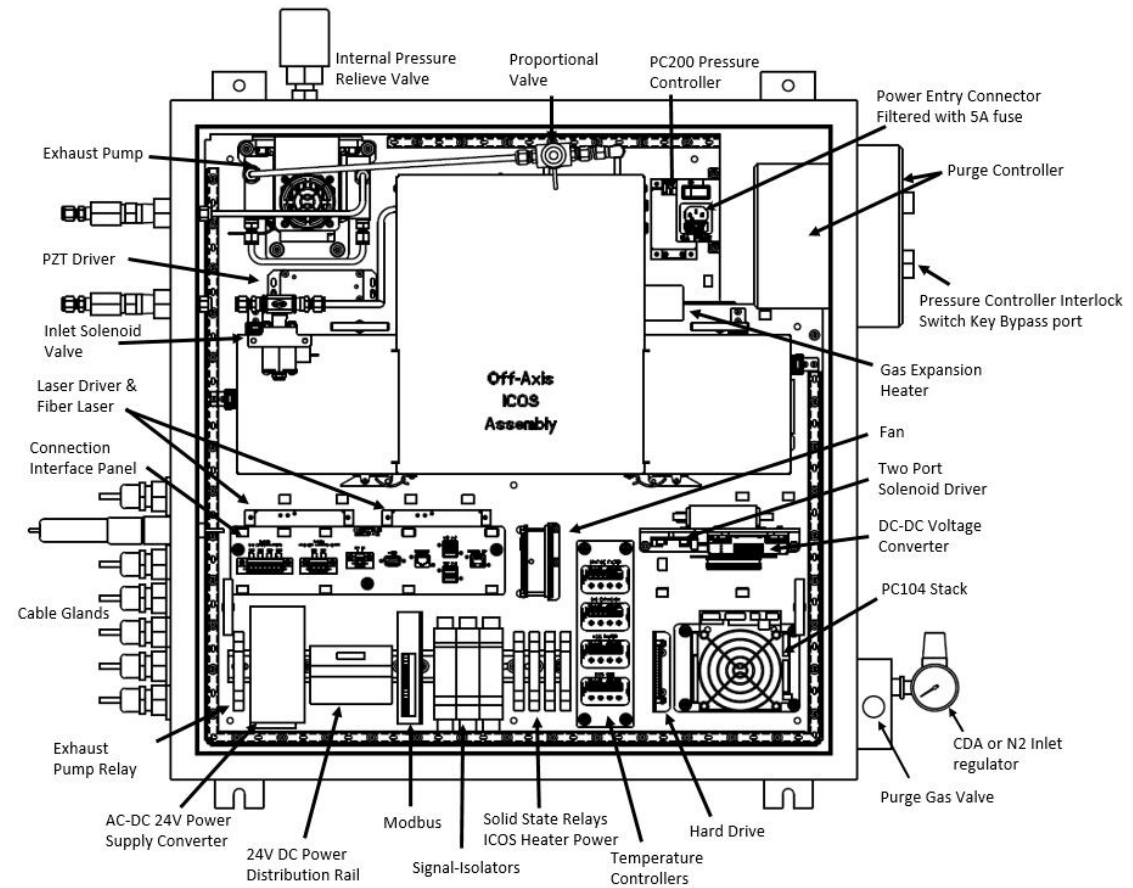 Internal Pressure
Relieve Valve
Proportional
Valve
PC200 Pressure
Controller
Power Entry Connector
Filtered with 5A fuse
Exhaust Pump
Purge Controller
PZT Driver
Pressure Controller Interlock
Switch Key Bypass port
Inlet Solenoid
Valve
Gas Expansion
Heater
Laser Driver &
Fiber Laser
Off-Axis
ICOS
Assembly
Fan
Connection
Interface Panel
Two Port
Solenoid Driver
DC-DC Voltage
Converter
PC104 Stack
Cable Glands
Exhaust
Pump Relay
CDA or N2 Inlet
regulator
Purge Gas Valve
AC-DC 24V Power
Supply Converter
24V DC Power
Distribution Rail
Modbus
Signal-Isolators
Solid State Relays
ICOS Heater Power
Temperature
Controllers
Hard Drive